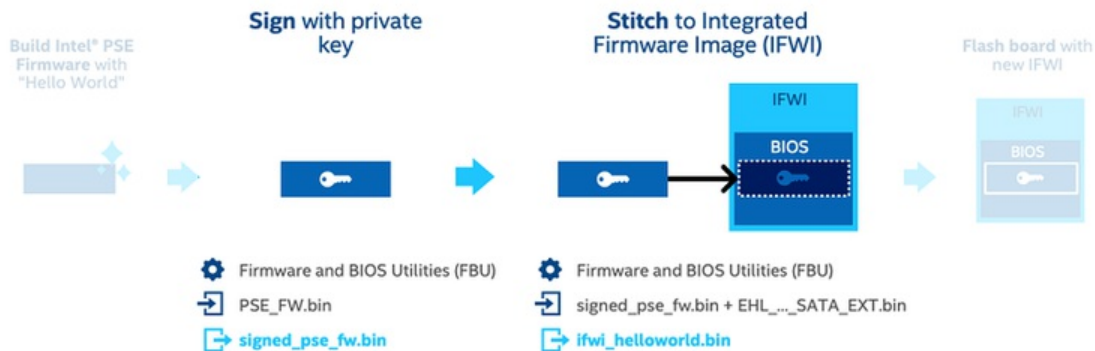 Build Intel® PSE
Firmware with
"Hello World"
Sign with private
key
Stitch to Integrated
Firmware Image (IFWI)
Flash board with
new IFWI
IFWI
BIOS
IFWI
BIOS
Firmware and BIOS Utilities (FBU)
PSE_FW.bin
signed_pse_fw.bin
Firmware and BIOS Utilities (FBU)
signed_pse_fw.bin + EHL_..._SATA_EXT.bin
ifwi_helloworld.bin